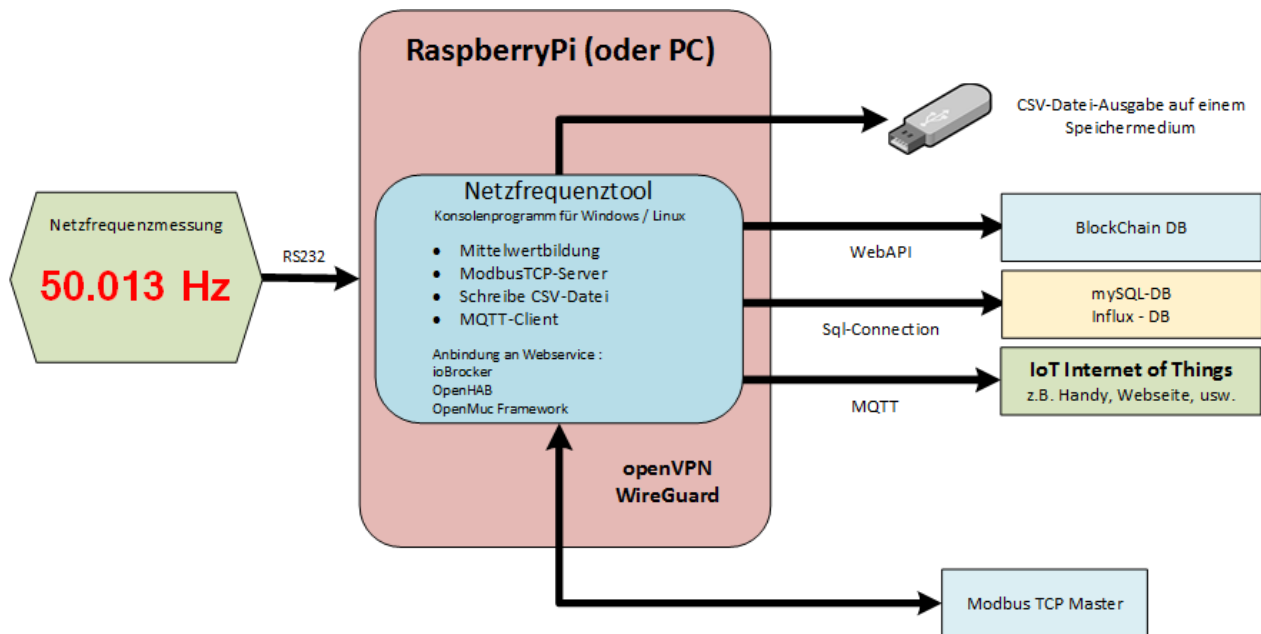 RaspberryPi (oder PC)
CSV-Datei-Ausgabe auf einem
Speichermedium
Netzfrequenzmessung
50.013 Hz
RS232
Netzfrequenztool
Konsolenprogramm für Windows / Linux
• Mittelwertbildung
• ModbusTCP-Server
• Schreibe CSV-Datei
• MQTT-Client
Anbindung an Webservice :
ioBrocker
OpenHAB
OpenMuc Framework
WebAPI
BlockChain DB
Sql-Connection
mySQL-DB
Influx - DB
MQTT
IoT Internet of Things
z.B. Handy, Webseite, usw.
openVPN
WireGuard
Modbus TCP Master